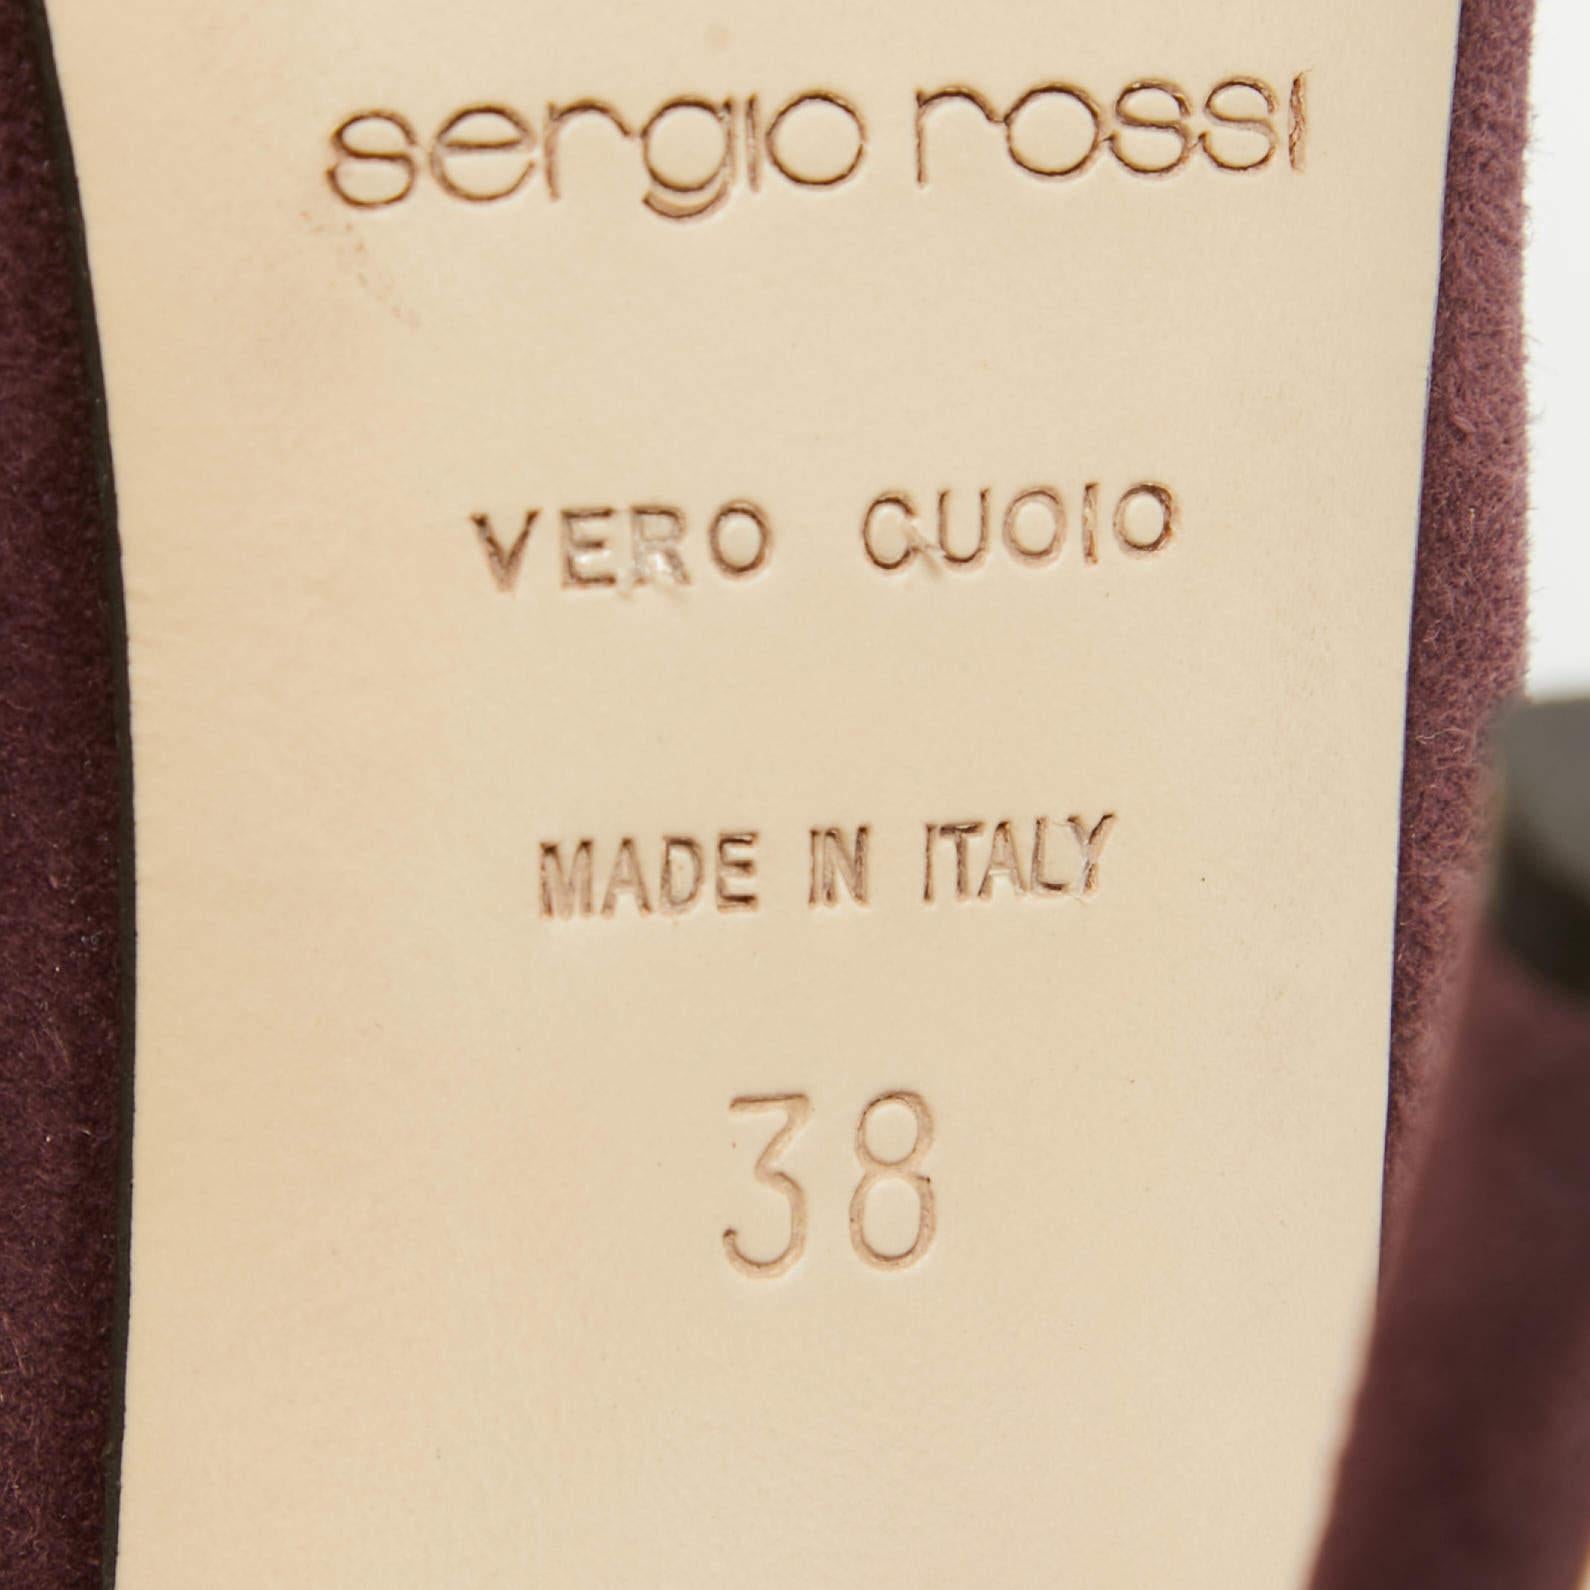 sergio rossi
VERO CUOIO
MADE IN ITALY
38